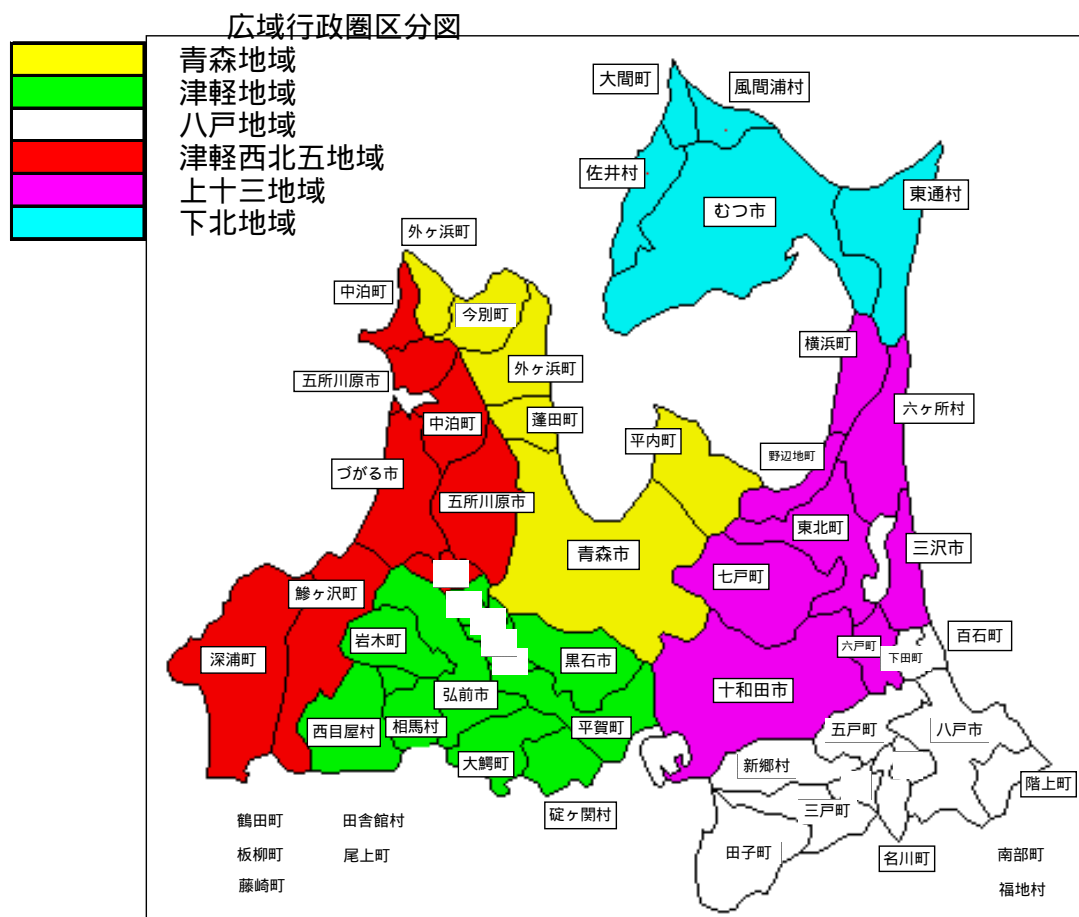 広域行政圏区分図
青森地域
津軽地域
八戸地域
津軽西北五地域
上十三地域
下北地域
大間町
風間浦村
佐井村
東通村
むつ市
外ヶ浜町
中泊町
今別町
横浜町
外ヶ浜町
五所川原市
六ヶ所村
蓬田町
中泊町
平内町
野辺地町
づがる市
五所川原市
東北町
三沢市
青森市
七戸町
鰺ヶ沢町
百石町
岩木町
六戸町
下田町
深浦町
黒石市
十和田市
弘前市
西目屋村
相馬村
平賀町
五戸町
八戸市
大鰐町
新郷村
階上町
碇ヶ関村
三戸町
鶴田町
田舎館村
田子町
名川町
南部町
板柳町
尾上町
藤崎町
福地村